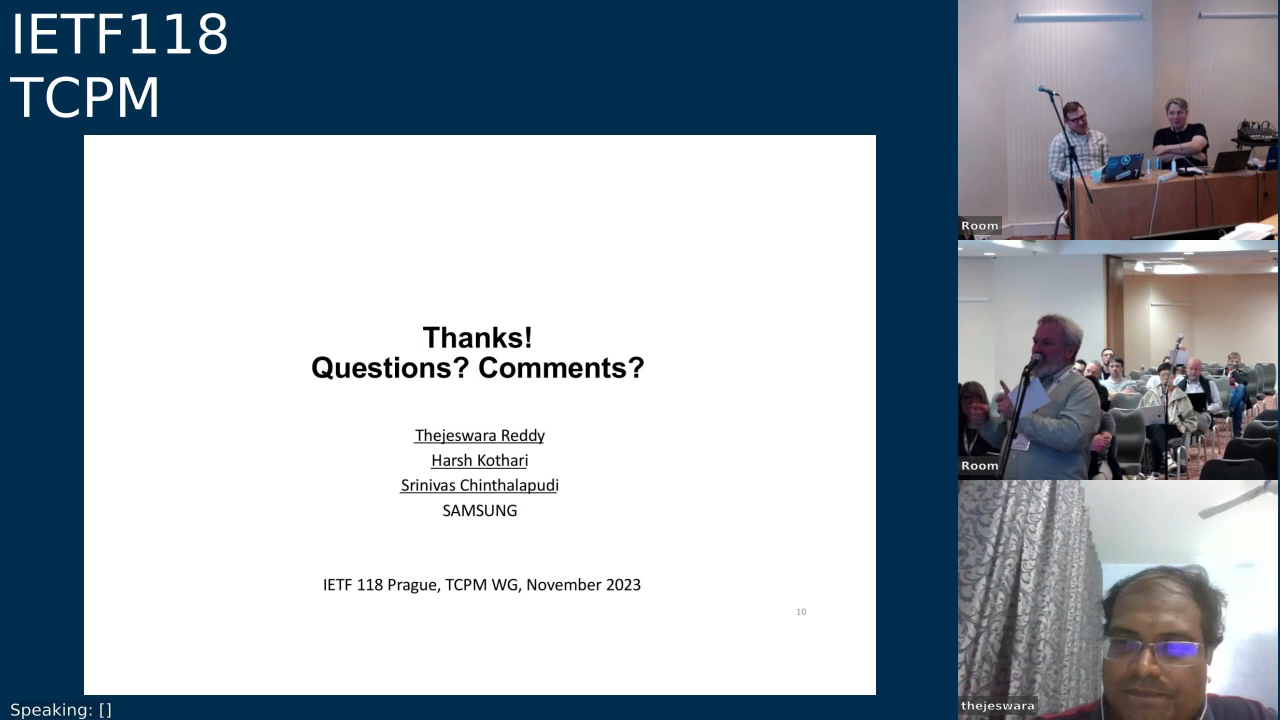 IETF118
TCPM
Thanks!
Questions? Comments?
Thejeswara Reddy
Harsh Kothari
Srinivas Chinthalapudi
SAMSUNG
IETF 118 Prague, TCPM WG, November 2023
10
Speaking: []
Room
Room
thejeswara